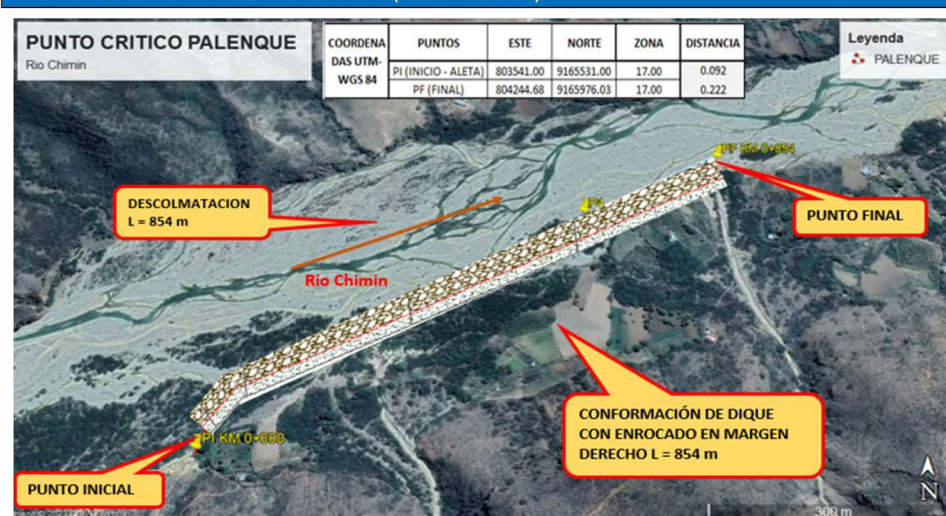 PUNTO CRITICO PALENQUE
Rio Chimin
COORDENA
DAS UTM-
WGS 84
PUNTOS ESTE NORTE ZONA DISTANCIA
PI (INICIO - ALETA) 803541.00 9165531.00 17.00 0.092
PF (FINAL) 804244.68 9165976.03 17.00 0.222
Leyenda
PALENQUE
PF KM 0+854
DESCOLMATACION
L = 854 m
PUNTO FINAL
Rio Chimin
CONFORMACIÓN DE DIQUE
CON ENROCADO EN MARGEN
DERECHO L = 854 m
PI KM 0+000
PUNTO INICIAL
N
300 m